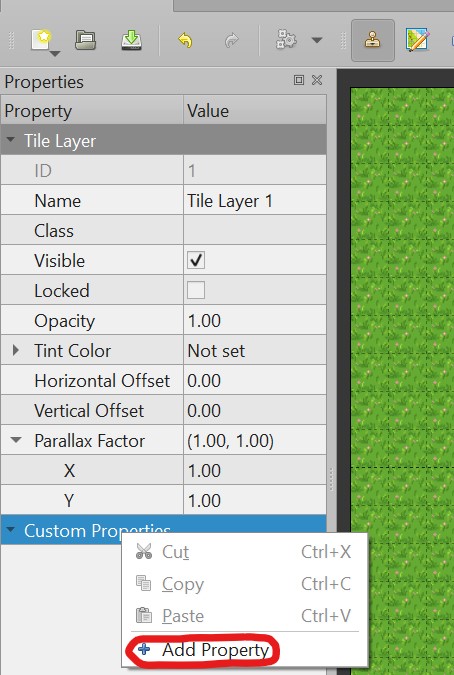 Properties
Property Value
Tile Layer
ID 1
Name Tile Layer 1
Class
Visible
Locked
Opacity 1.00
Tint Color Not set
Horizontal Offset 0.00
Vertical Offset 0.00
Parallax Factor (1.00, 1.00)
X 1.00
Y 1.00
Custom Properties
Cut Ctrl+X
Copy Ctrl+C
Paste Ctrl+V
Add Property